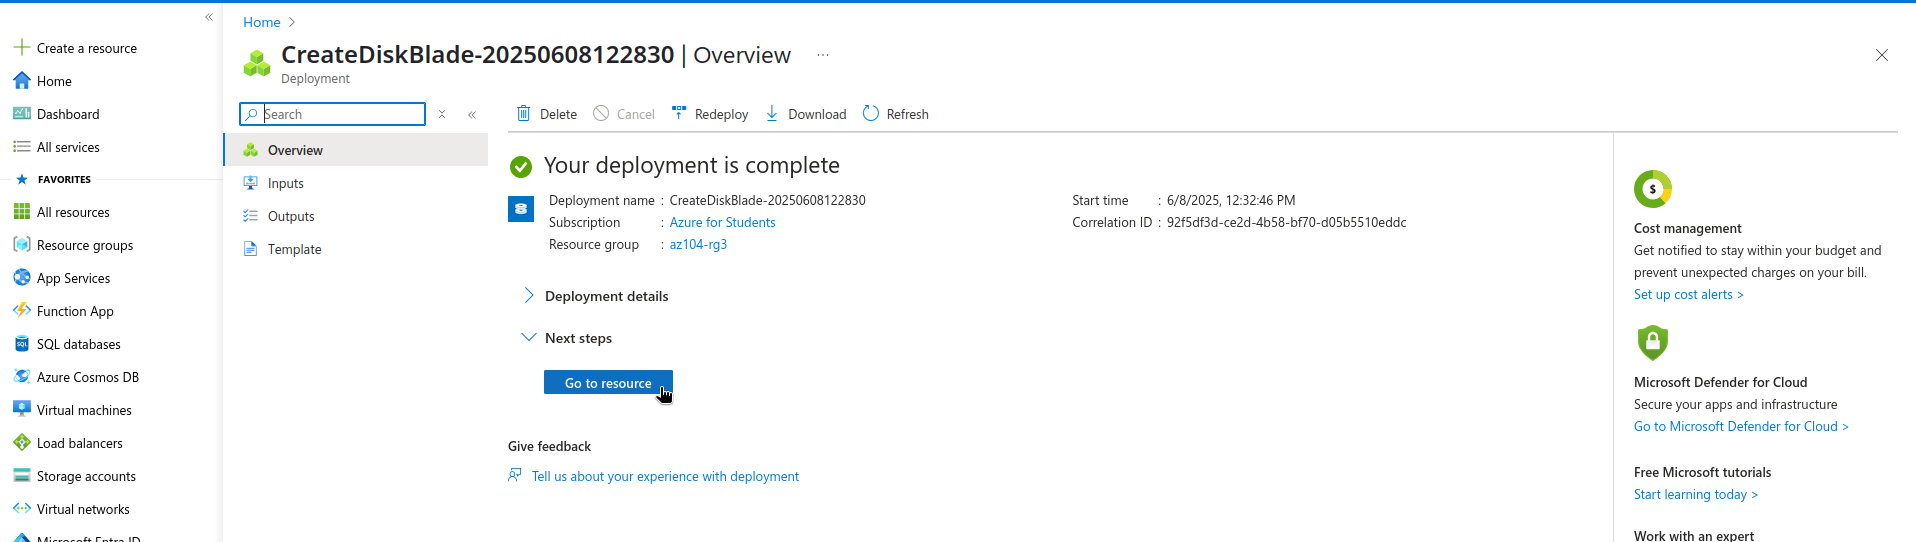 Home
CreateDiskBlade-20250608122830 | Overview
Deployment
Create a resource
Home
Dashboard
All services
FAVORITES
All resources
Resource groups
App Services
Function App
SQL databases
Azure Cosmos DB
Virtual machines
Load balancers
Storage accounts
Virtual networks
Microsoft Entra ID
Search
Overview
Inputs
Outputs
Template
Delete Cancel Redeploy Download Refresh
Your deployment is complete
Deployment name : CreateDiskBlade-20250608122830
Subscription : Azure for Students
Resource group : az104-rg3
Start time : 6/8/2025, 12:32:46 PM
Correlation ID : 92f5df3d-ce2d-4b58-bf70-d05b5510eddc
Deployment details
Next steps
Go to resource
Give feedback
Tell us about your experience with deployment
Cost management
Get notified to stay within your budget and
prevent unexpected charges on your bill.
Set up cost alerts >
Microsoft Defender for Cloud
Secure your apps and infrastructure
Go to Microsoft Defender for Cloud >
Free Microsoft tutorials
Start learning today >
Work with an expert